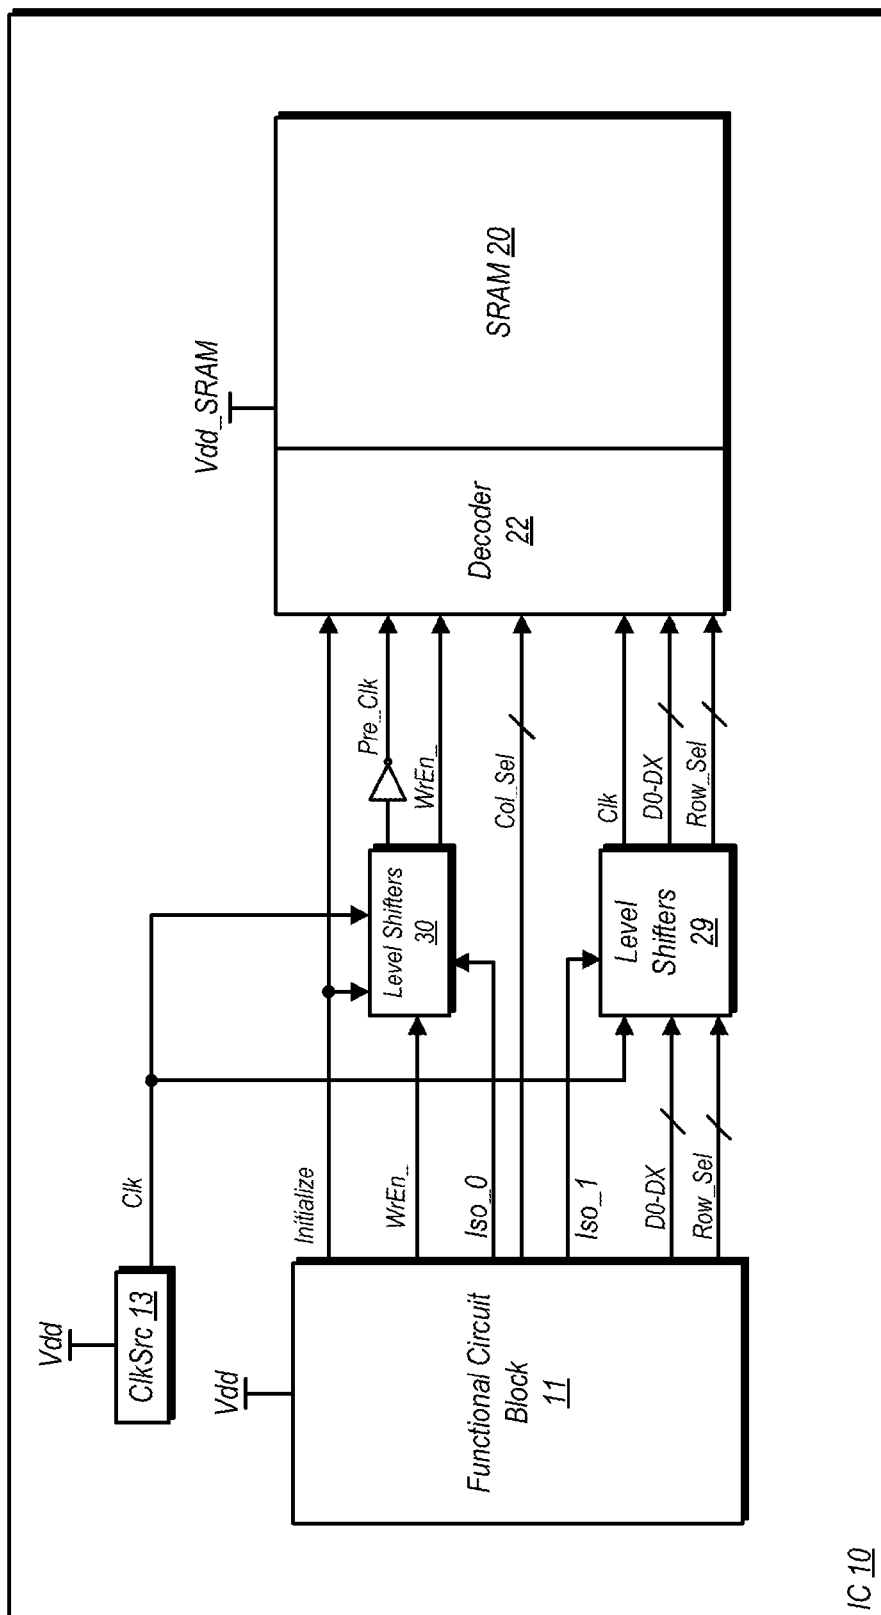 Vdd
ClkSrc 13
Clk
Vdd
Functional Circuit
Block
11
Initialize
WrEn_
Iso_0
Iso_1
D0-DX
Row_Sel
Level Shifters
30
Level
Shifters
29
Pre_Clk
WrEn_
Col_Sel
Clk
D0-DX
Row_Sel
Vdd_SRAM
Decoder
22
SRAM 20
IC 10